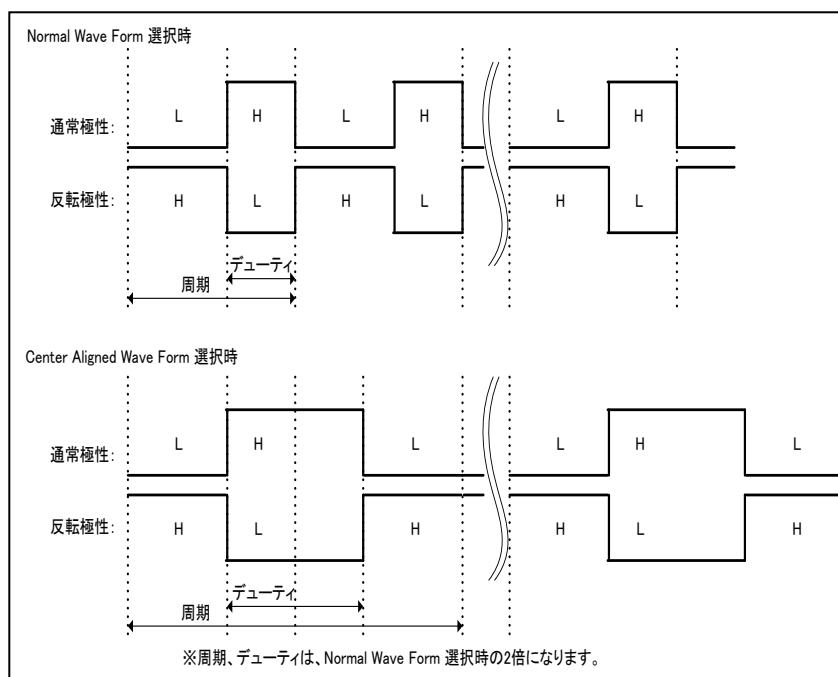 Normal Wave Form 選択時
通常極性: L H L H L H
反転極性: H L H L H L
デューティ
周期
Center Aligned Wave Form 選択時
通常極性: L H L L H L
反転極性: H L H H L H
デューティ
周期
※周期、デューティは、Normal Wave Form 選択時の2倍になります。